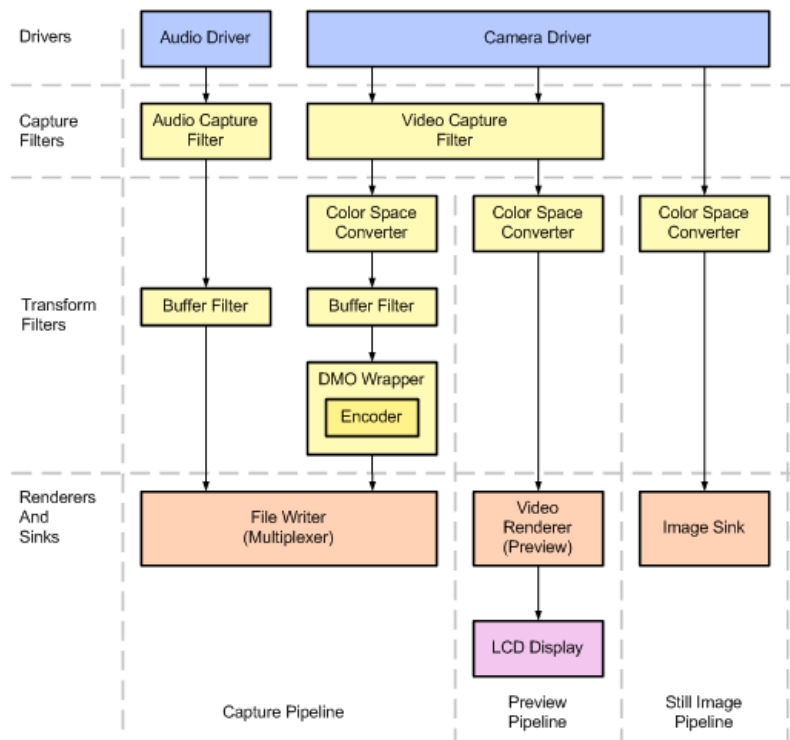 Drivers
Audio Driver
Camera Driver
Capture
Filters
Audio Capture
Filter
Video Capture
Filter
Transform
Filters
Color Space
Converter
Color Space
Converter
Color Space
Converter
Buffer Filter
Buffer Filter
DMO Wrapper
Encoder
Renderers
And
Sinks
File Writer
(Multiplexer)
Video
Renderer
(Preview)
Image Sink
LCD Display
Capture Pipeline
Preview
Pipeline
Still Image
Pipeline